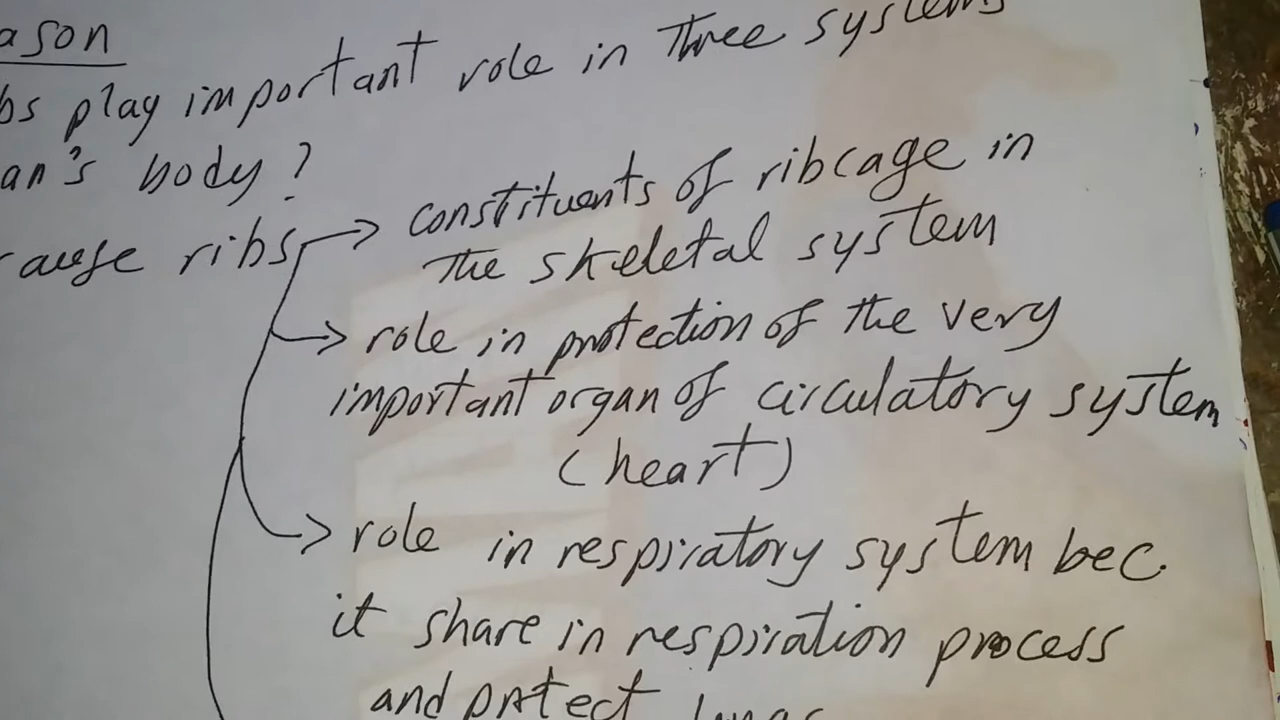 ason
bs play important role in three systems
an's body?
cause ribs → constituents of ribcage in
the skeletal system
→ role in protection of the very
important organ of circulatory system
(heart)
→ role in respiratory system bec.
it share in respiration process
and protect lungs